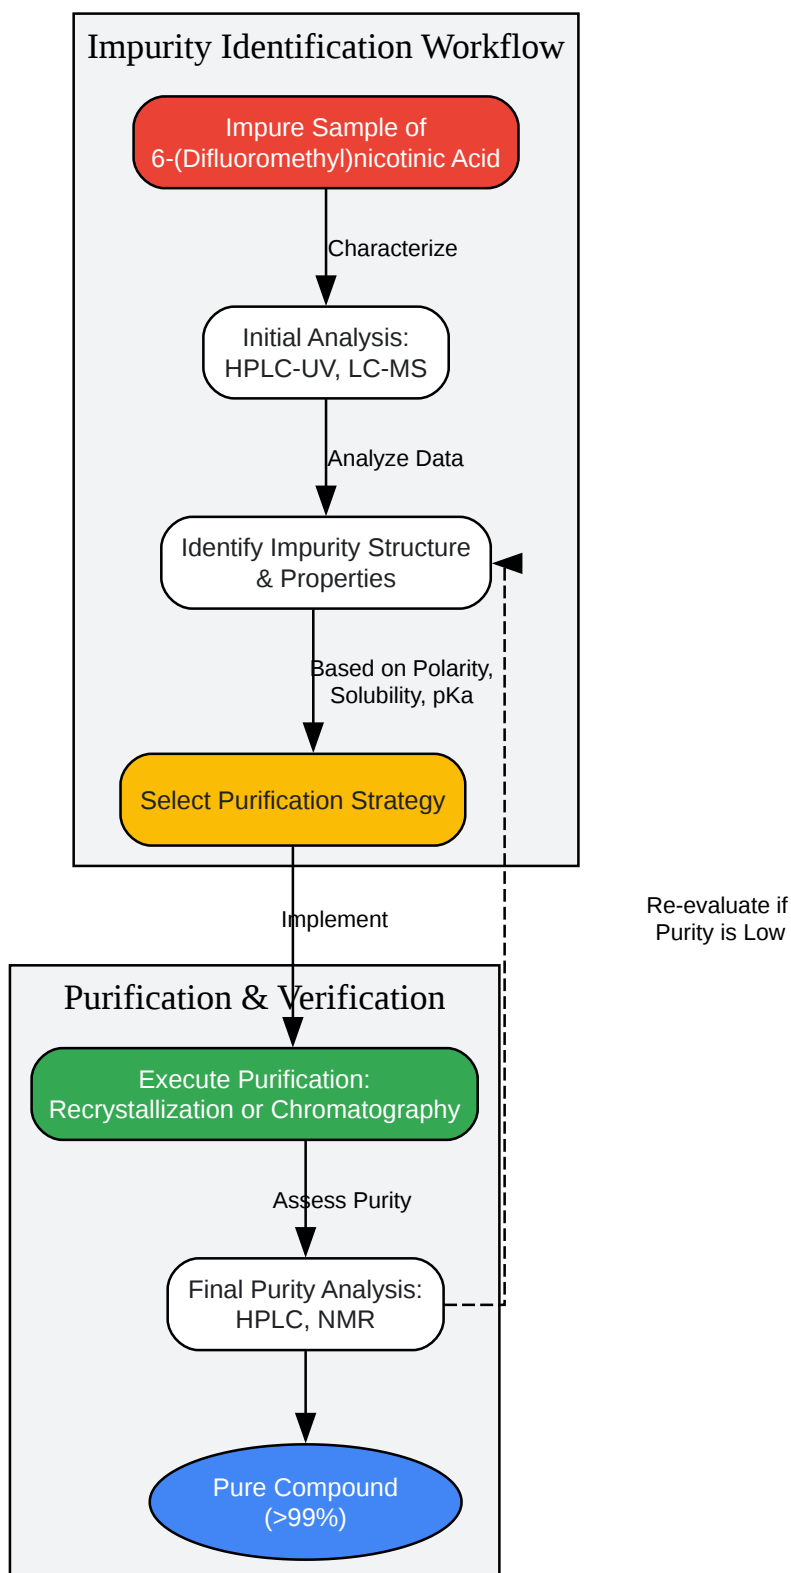 Impurity Identification Workflow
Impure Sample of
6-(Difluoromethyl)nicotinic Acid
Characterize
Initial Analysis:
HPLC-UV, LC-MS
Analyze Data
Identify Impurity Structure
& Properties
Based on Polarity,
Solubility, pKa
Select Purification Strategy
Implement
Re-evaluate if
Purity is Low
Purification & Verification
Execute Purification:
Recrystallization or Chromatography
Assess Purity
Final Purity Analysis:
HPLC, NMR
Pure Compound
(>99%)